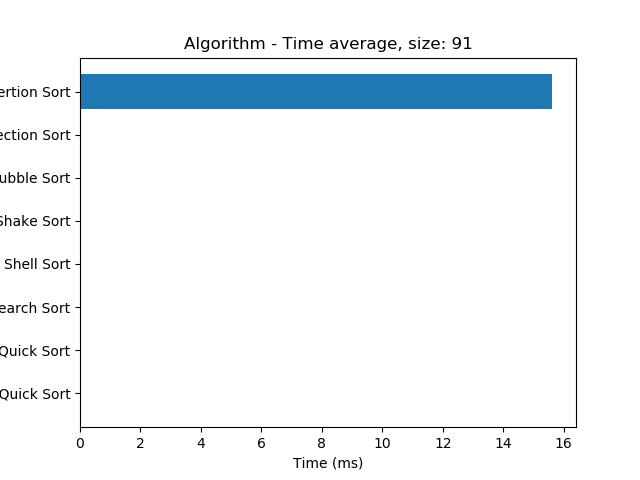 Algorithm - Time average, size: 91
ertion Sort
ection Sort
ubble Sort
Shake Sort
Shell Sort
earch Sort
Quick Sort
Quick Sort
0 2 4 6 8 10 12 14 16
Time (ms)